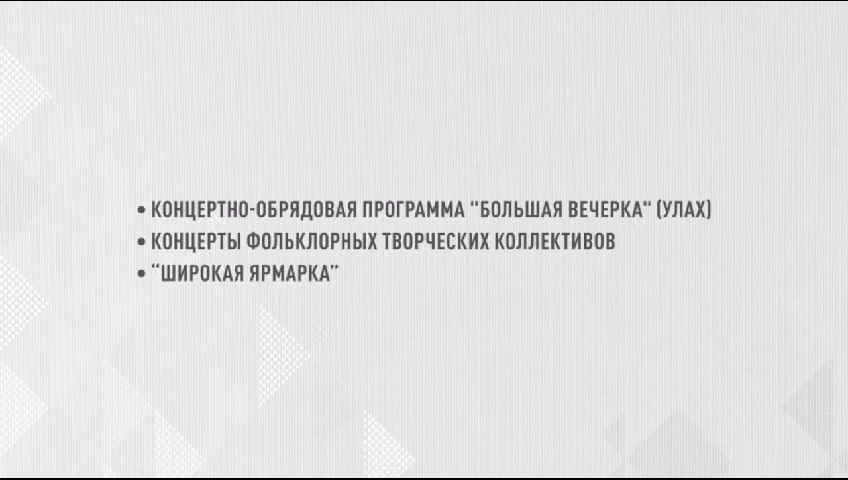 • КОНЦЕРТНО-ОБРЯДОВАЯ ПРОГРАММА "БОЛЬШАЯ ВЕЧЕРКА" (УЛАХ)
• КОНЦЕРТЫ ФОЛЬКЛОРНЫХ ТВОРЧЕСКИХ КОЛЛЕКТИВОВ
• “ШИРОКАЯ ЯРМАРКА”